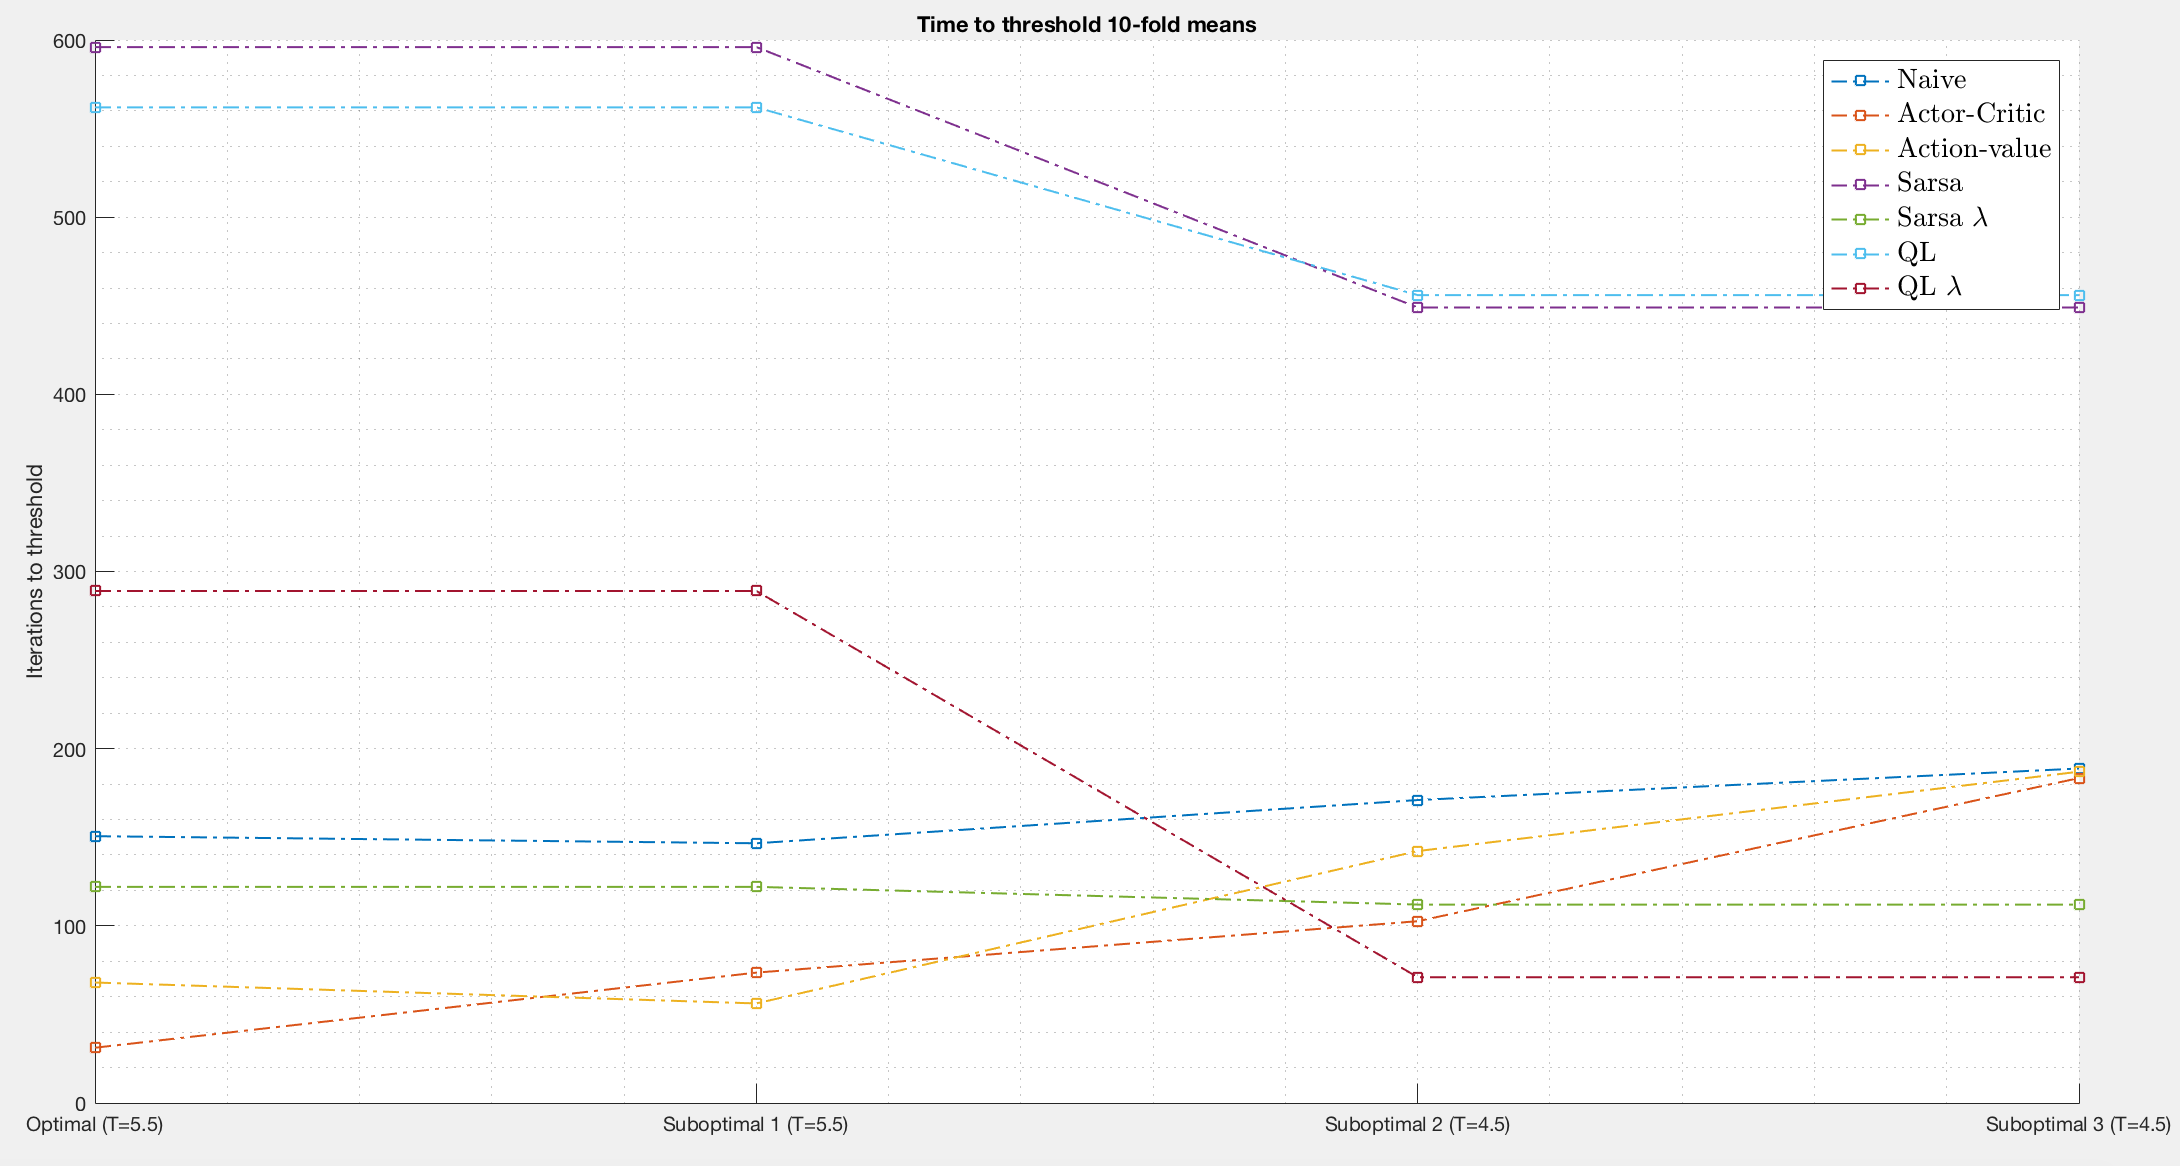 Time to threshold 10-fold means
600
500
400
300
200
100
0
Iterations to threshold
Naive
Actor-Critic
Action-value
Sarsa
Sarsa λ
QL
QL λ
Optimal (T=5.5)
Suboptimal 1 (T=5.5)
Suboptimal 2 (T=4.5)
Suboptimal 3 (T=4.5)